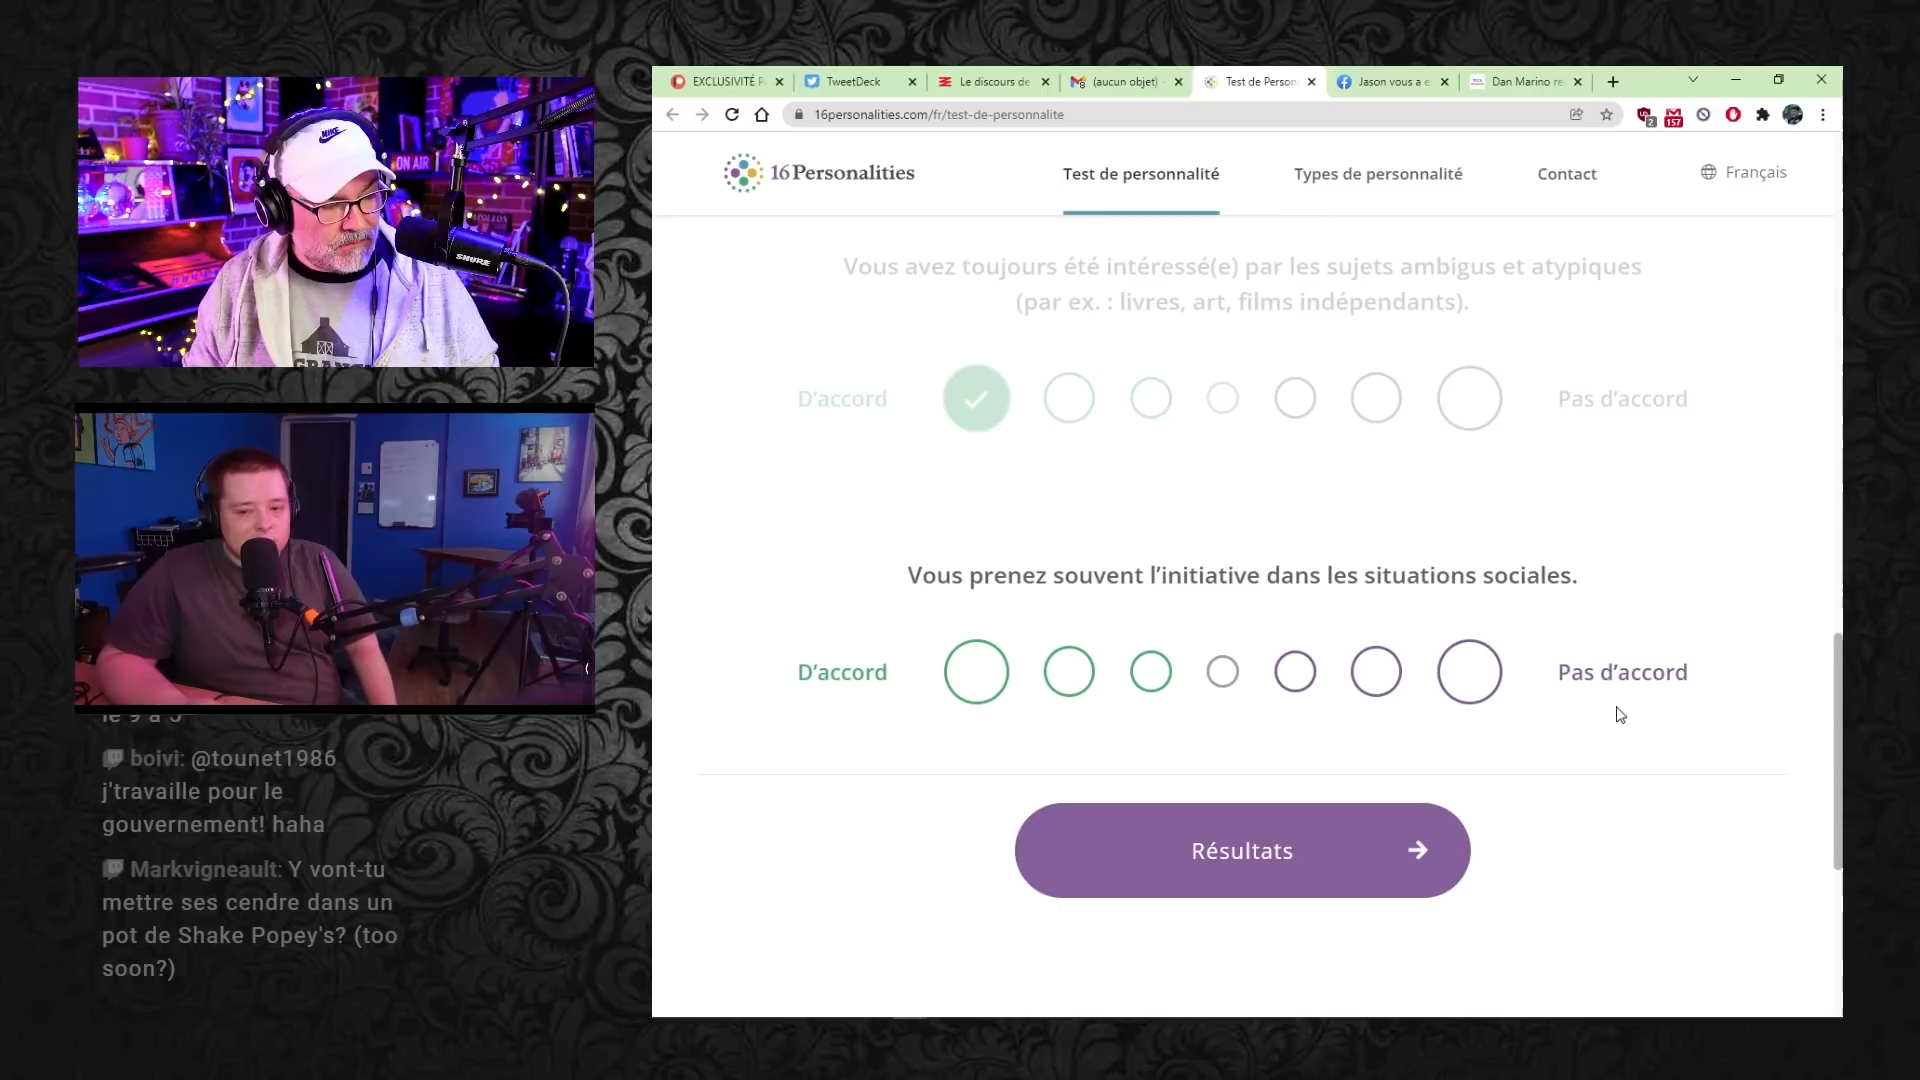 EXCLUSIVITÉ
TweetDeck
Le discours de
(aucun objet)
Test de Person
Jason vous a e
Dan Marino re
16personalities.com/fr/test-de-personnalite
2
157
16Personalities
Test de personnalité
Types de personnalité
Contact
Français
Vous avez toujours été intéressé(e) par les sujets ambigus et atypiques
(par ex. : livres, art, films indépendants).
D'accord
Pas d'accord
Vous prenez souvent l’initiative dans les situations sociales.
D’accord
Pas d’accord
Résultats
NIKE
ON AIR
SHURE
boivi: @tounet1986
j'travaille pour le
gouvernement! haha
Markvigneault: Y vont-tu
mettre ses cendre dans un
pot de Shake Popey's? (too
soon?)